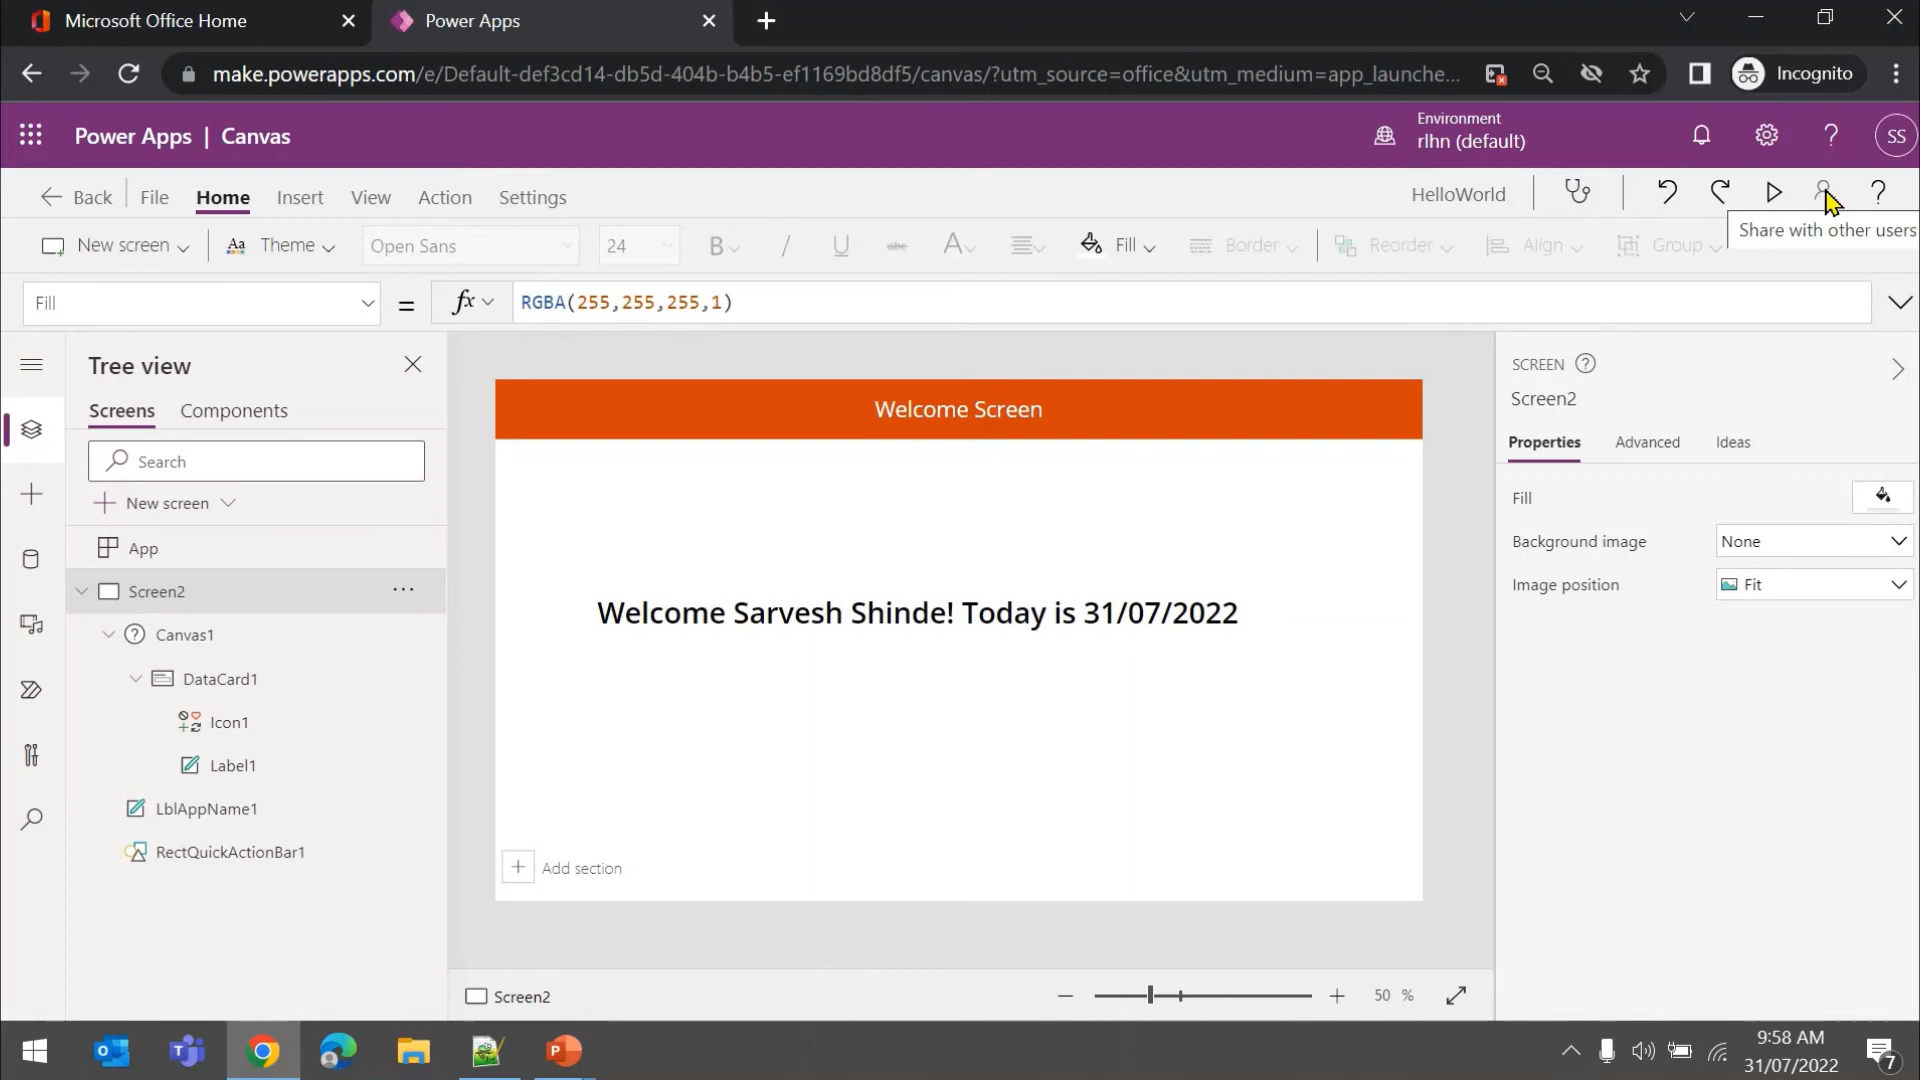 Microsoft Office Home
Power Apps
make.powerapps.com/e/Default-def3cd14-db5d-404b-b4b5-ef1169bd8df5/canvas/?utm_source=office&utm_medium=app_launche...
Incognito
Power Apps | Canvas
Environment
rlhn (default)
SS
Back
File
Home
Insert
View
Action
Settings
HelloWorld
New screen
Theme
Open Sans
24
B
I
U
abc
A
Fill
Border
Reorder
Align
Group
Share with other users
Fill
=
fx
RGBA(255,255,255,1)
Tree view
Screens
Components
Search
New screen
App
Screen2
Canvas1
DataCard1
Icon1
Label1
LblAppName1
RectQuickActionBar1
Welcome Screen
Welcome Sarvesh Shinde! Today is 31/07/2022
Add section
Screen2
50 %
SCREEN
Screen2
Properties
Advanced
Ideas
Fill
Background image
None
Image position
Fit
9:58 AM
31/07/2022
7